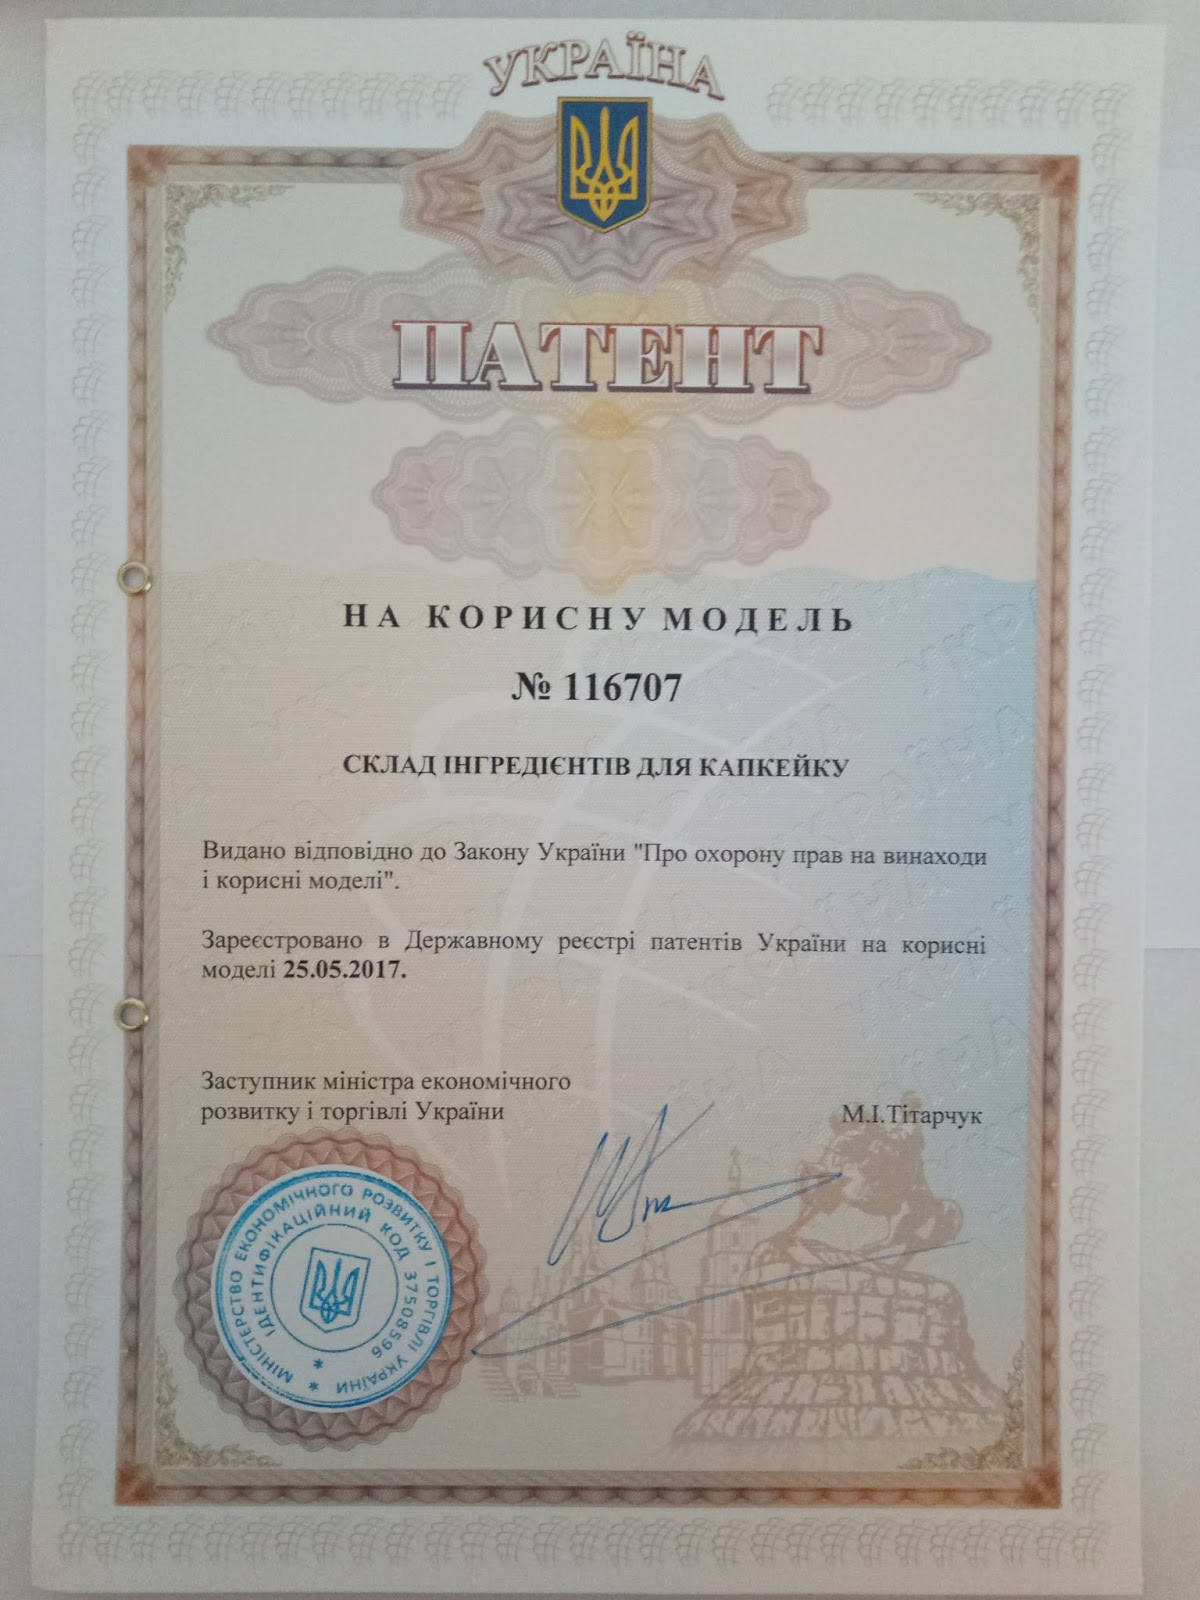 УКРАЇНА
ПАТЕНТ
НА КОРИСНУ МОДЕЛЬ
№ 116707
СКЛАД ІНГРЕДІЄНТІВ ДЛЯ КАПКЕЙКУ
Видано відповідно до Закону України "Про охорону прав на винаходи
і корисні моделі".
Зареєстровано в Державному реєстрі патентів України на корисні
моделі 25.05.2017.
Заступник міністра економічного
розвитку і торгівлі України
М.І.Тітарчук
МІНІСТЕРСТВО ЕКОНОМІЧНОГО РОЗВИТКУ І ТОРГІВЛІ УКРАЇНИ *
ІДЕНТИФІКАЦІЙНИЙ КОД 37508596 *